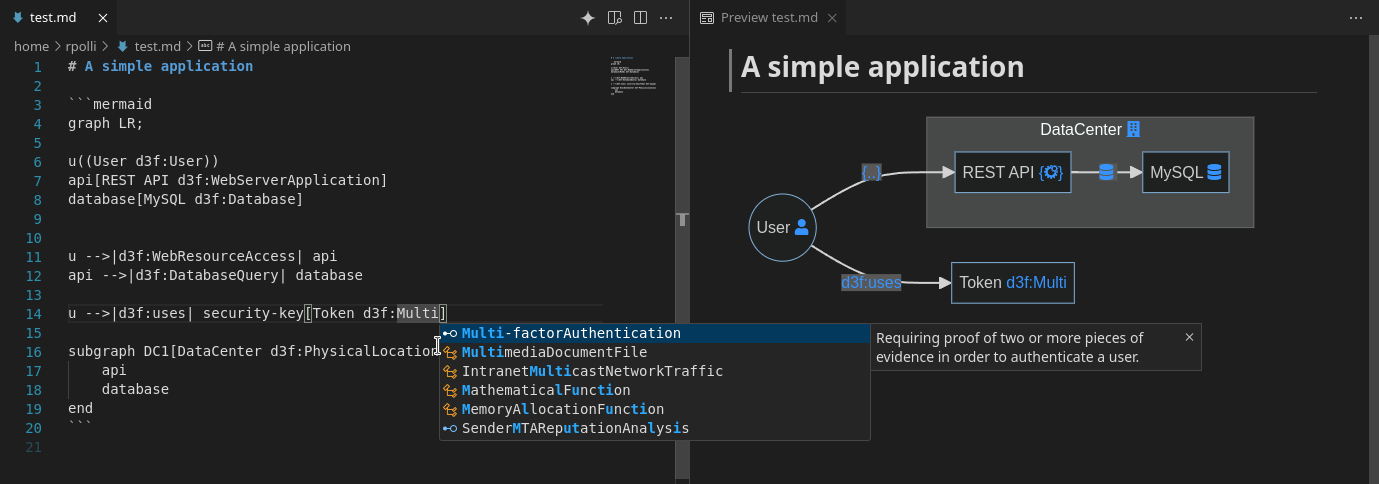 test.md
home > rpolli > test.md > # A simple application
1 # A simple application
2
3 ```mermaid
4 graph LR;
5
6 u((User d3f:User))
7 api[REST API d3f:WebServerApplication]
8 database[MySQL d3f:Database]
9
10
11 u -->|d3f:WebResourceAccess| api
12 api -->|d3f:DatabaseQuery| database
13
14 u -->|d3f:uses| security-key[Token d3f:Multi]
15
16 subgraph DC1[DataCenter d3f:PhysicalLocation
17 api
18 database
19 end
20 ```
21
Multi-factorAuthentication
MultimediaDocumentFile
IntranetMulticastNetworkTraffic
MathematicalFunction
MemoryAllocationFunction
SenderMTAReputationAnalysis
Requiring proof of two or more pieces of
evidence in order to authenticate a user.
Preview test.md
A simple application
DataCenter
{..}
REST API
MySQL
User
d3f:uses
Token d3f:Multi